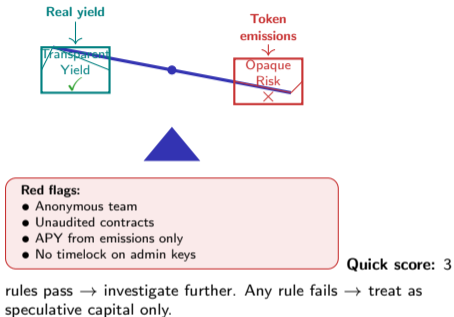 Real yield
Token
emissions
Transparent
Yield
✓
Opaque
Risk
×
Red flags:
• Anonymous team
• Unaudited contracts
• APY from emissions only
• No timelock on admin keys
Quick score: 3
rules pass → investigate further. Any rule fails → treat as
speculative capital only.